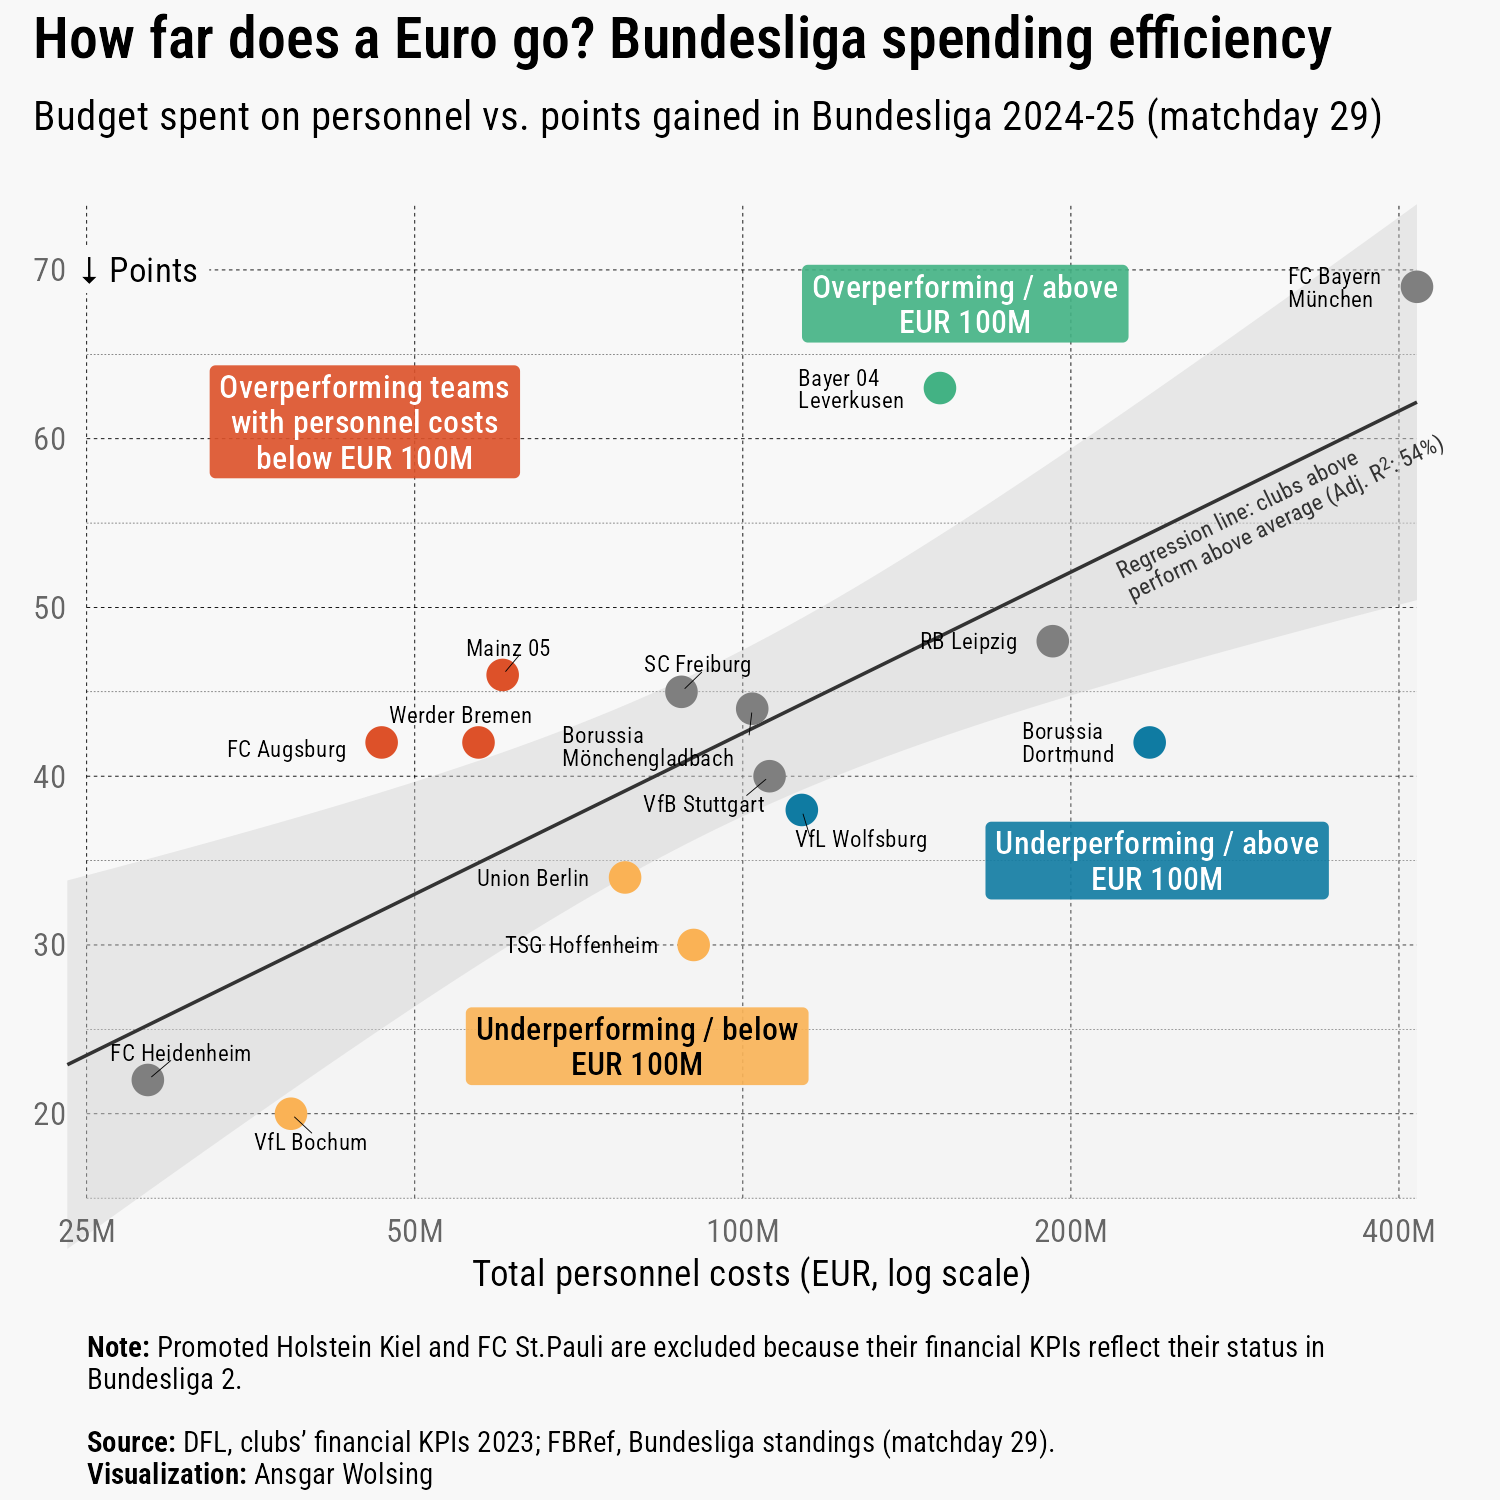 How far does a Euro go? Bundesliga spending efficiency
Budget spent on personnel vs. points gained in Bundesliga 2024-25 (matchday 29)
70
↓ Points
Overperforming / above
EUR 100M
FC Bayern
München
Overperforming teams
with personnel costs
below EUR 100M
Bayer 04
Leverkusen
60
Regression line: clubs above
perform above average (Adj. R²: 54%)
50
Mainz 05
SC Freiburg
RB Leipzig
Werder Bremen
FC Augsburg
Borussia
Mönchengladbach
Borussia
Dortmund
40
VfB Stuttgart
VfL Wolfsburg
Underperforming / above
EUR 100M
Union Berlin
30
TSG Hoffenheim
Underperforming / below
EUR 100M
FC Heidenheim
20
VfL Bochum
25M
50M
100M
200M
400M
Total personnel costs (EUR, log scale)
Note: Promoted Holstein Kiel and FC St.Pauli are excluded because their financial KPIs reflect their status in
Bundesliga 2.
Source: DFL, clubs’ financial KPIs 2023; FBRef, Bundesliga standings (matchday 29).
Visualization: Ansgar Wolsing